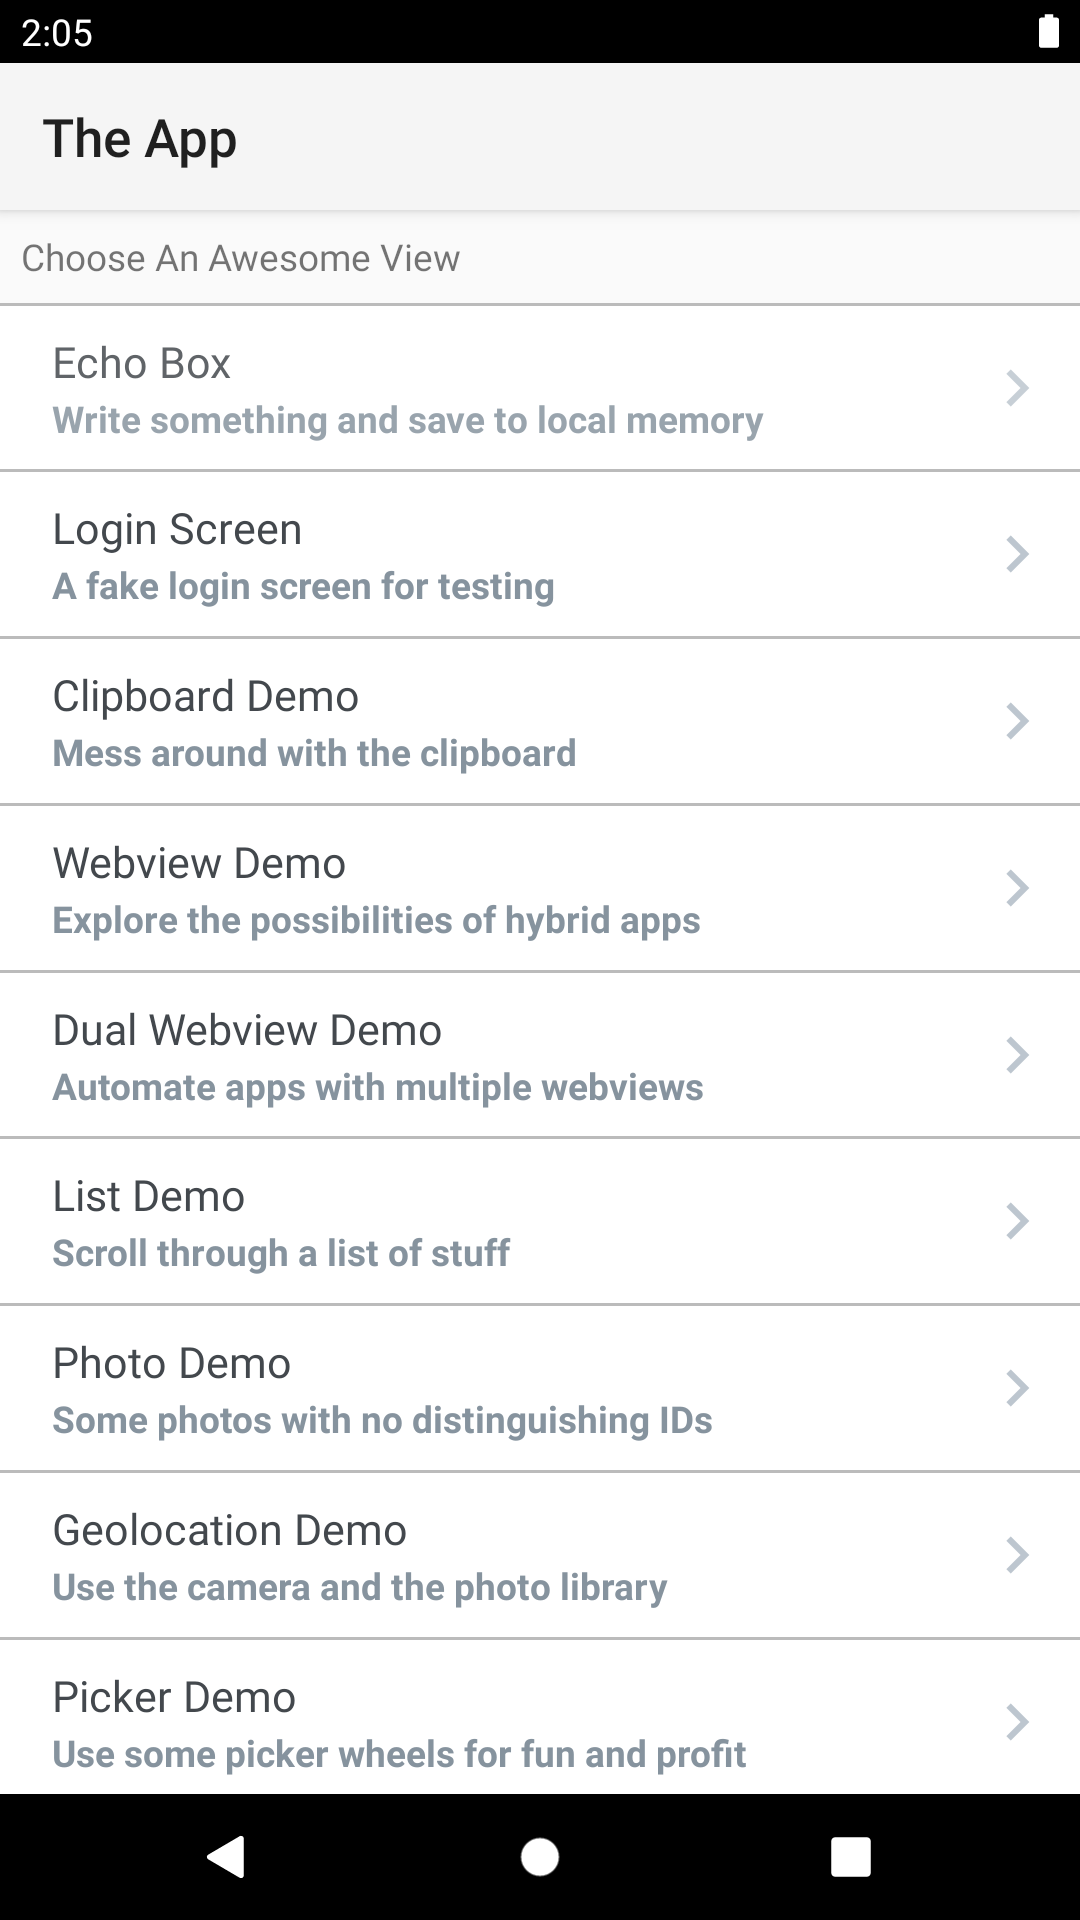 2:05
The App
Choose An Awesome View
Echo Box
Write something and save to local memory
Login Screen
A fake login screen for testing
Clipboard Demo
Mess around with the clipboard
Webview Demo
Explore the possibilities of hybrid apps
Dual Webview Demo
Automate apps with multiple webviews
List Demo
Scroll through a list of stuff
Photo Demo
Some photos with no distinguishing IDs
Geolocation Demo
Use the camera and the photo library
Picker Demo
Use some picker wheels for fun and profit